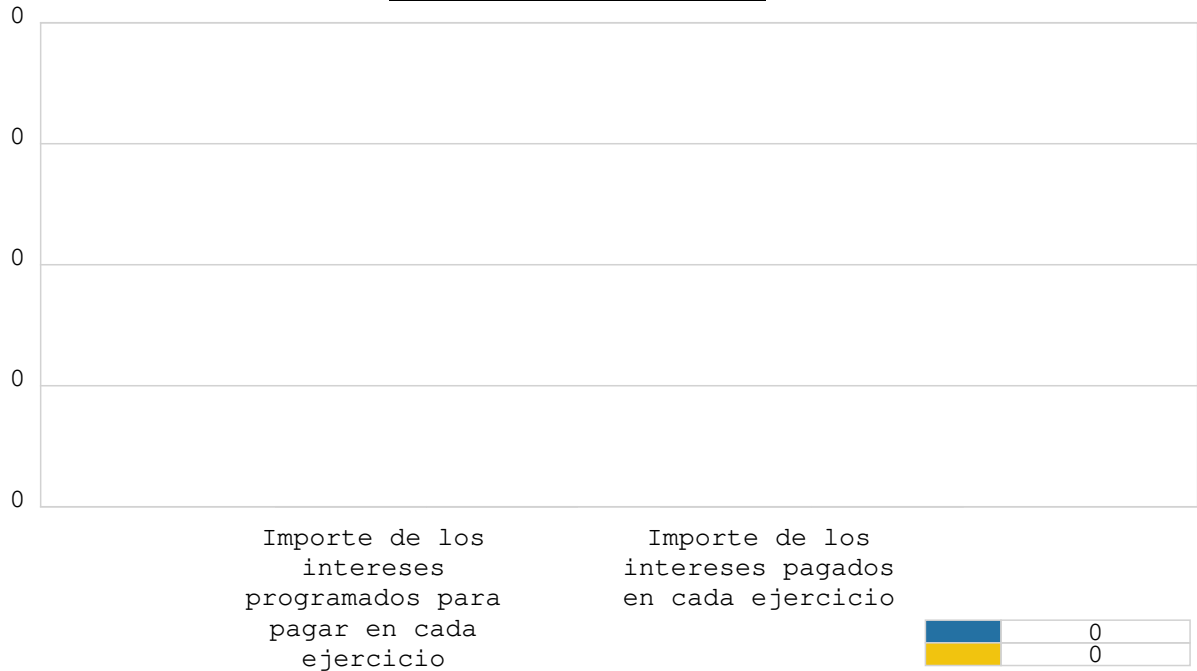 0
0
0
0
0
Importe de los
intereses
programados para
pagar en cada
ejercicio
Importe de los
intereses pagados
en cada ejercicio
0
0